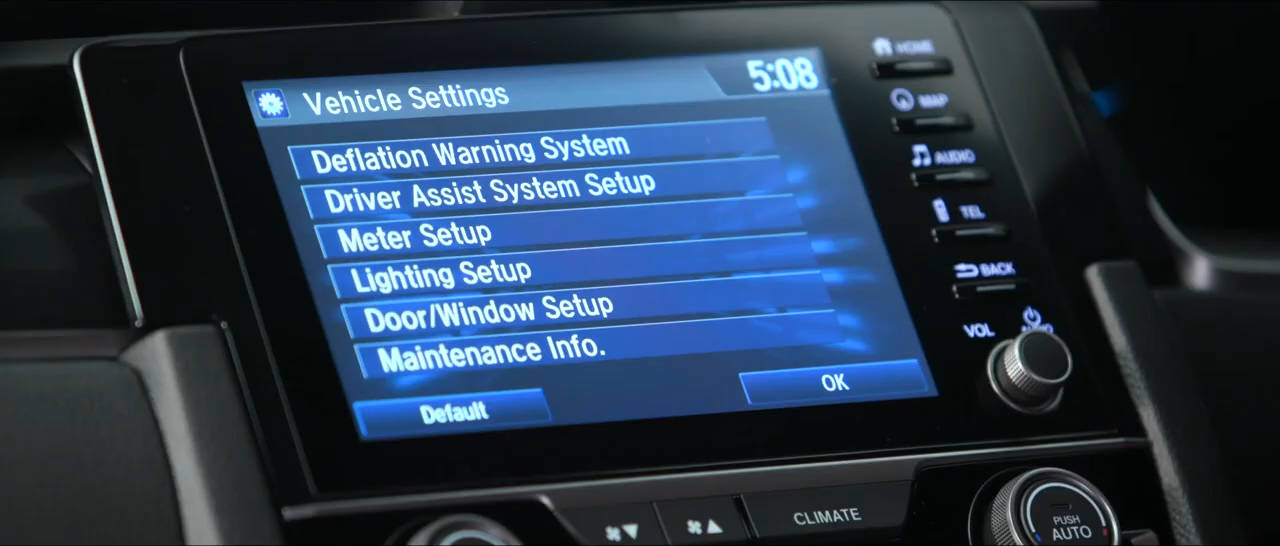 Vehicle Settings
5:08
Deflation Warning System
Driver Assist System Setup
Meter Setup
Lighting Setup
Door/Window Setup
Maintenance Info.
Default
OK
HOME
MAP
AUDIO
TEL
BACK
VOL
AUDIO
CLIMATE
PUSH
AUTO